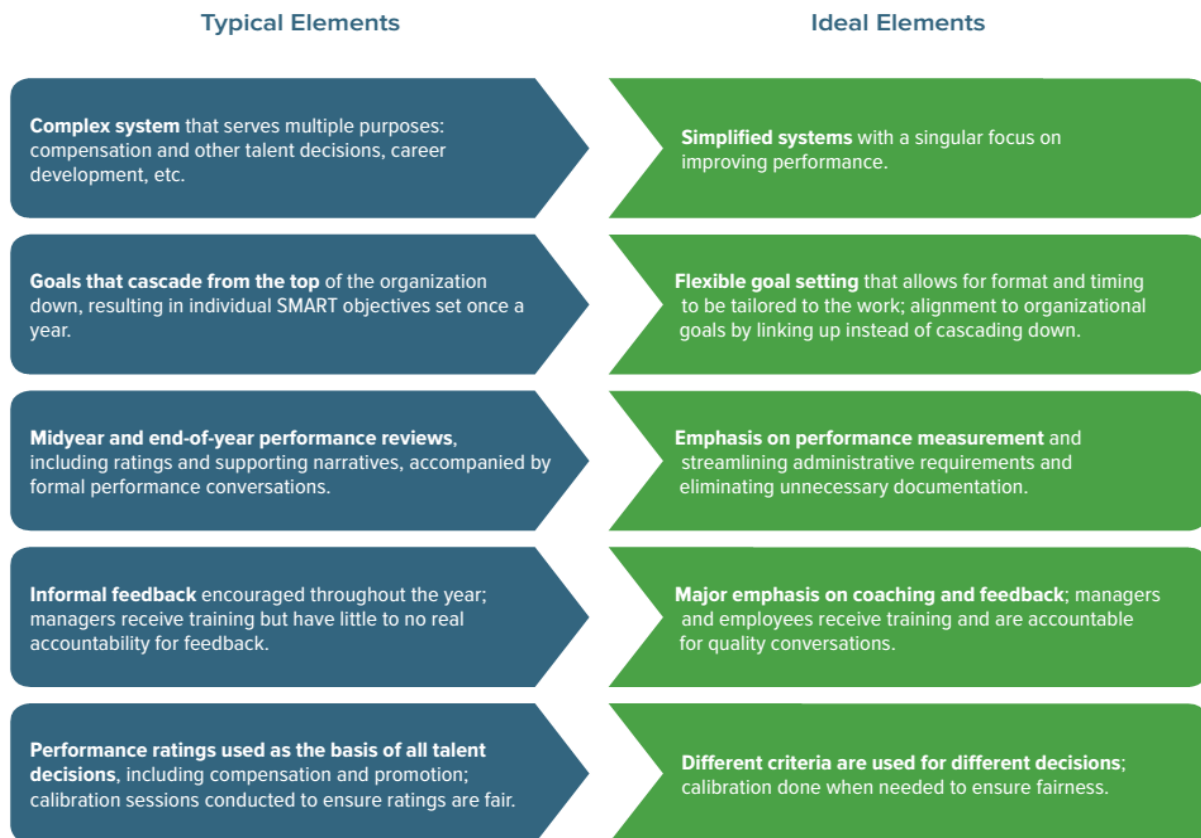 Typical Elements
Ideal Elements
Complex system that serves multiple purposes:
compensation and other talent decisions, career
development, etc.
Simplified systems with a singular focus on
improving performance.
Goals that cascade from the top of the organization
down, resulting in individual SMART objectives set once a
year.
Flexible goal setting that allows for format and timing
to be tailored to the work; alignment to organizational
goals by linking up instead of cascading down.
Midyear and end-of-year performance reviews,
including ratings and supporting narratives, accompanied by
formal performance conversations.
Emphasis on performance measurement and
streamlining administrative requirements and
eliminating unnecessary documentation.
Informal feedback encouraged throughout the year;
managers receive training but have little to no real
accountability for feedback.
Major emphasis on coaching and feedback; managers
and employees receive training and are accountable
for quality conversations.
Performance ratings used as the basis of all talent
decisions, including compensation and promotion;
calibration sessions conducted to ensure ratings are fair.
Different criteria are used for different decisions;
calibration done when needed to ensure fairness.